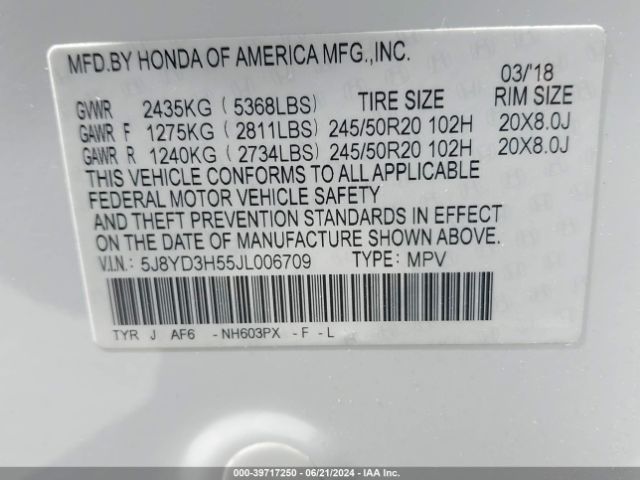 MFD.BY HONDA OF AMERICA MFG.,INC.
03/'18
GVWR 2435KG (5368LBS) TIRE SIZE RIM SIZE
GAWR F 1275KG (2811LBS) 245/50R20 102H 20X8.0J
GAWR R 1240KG (2734LBS) 245/50R20 102H 20X8.0J
THIS VEHICLE CONFORMS TO ALL APPLICABLE
FEDERAL MOTOR VEHICLE SAFETY
AND THEFT PREVENTION STANDARDS IN EFFECT
ON THE DATE OF MANUFACTURE SHOWN ABOVE.
V.I.N.: 5J8YD3H55JL006709 TYPE: MPV
TYR J AF6 - NH603PX - F - L
000-39717250 | 06/21/2024 | IAAI.com